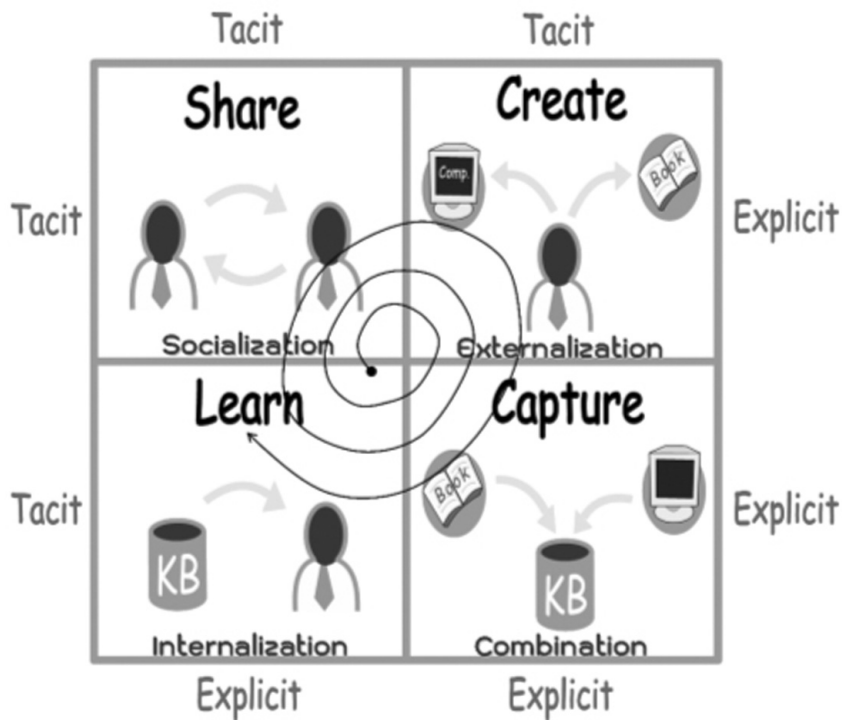 Tacit
Tacit
Share
Create
Comp.
Book
Tacit
Explicit
Socialization
Externalization
Learn
Capture
Book
Tacit
Explicit
KB
KB
Internalization
Combination
Explicit
Explicit